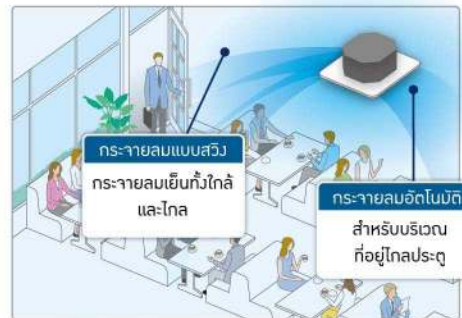 กระจายลมแบบสวิง
กระจายลมเย็นทั้งใกล้
และไกล
กระจายลมอัตโนมัติ
สำหรับบริเวณ
ที่อยู่ไกลประตู